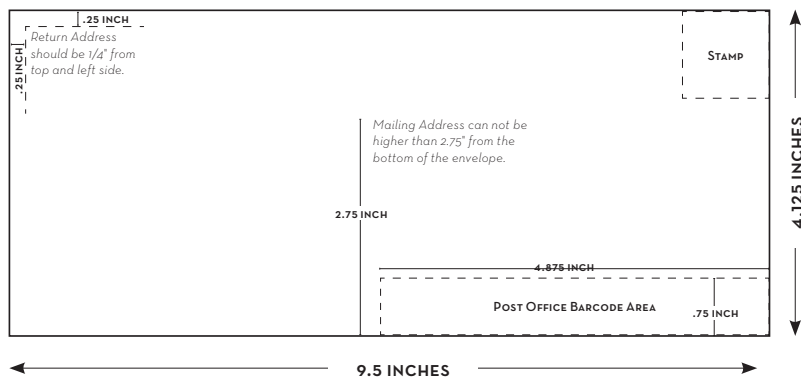 .25 INCH
Return Address
should be 1/4" from
top and left side.
.25 INCH
STAMP
Mailing Address can not be
higher than 2.75" from the
bottom of the envelope.
4.125 INCHES
2.75 INCH
4.875 INCH
POST OFFICE BARCODE AREA
.75 INCH
9.5 INCHES